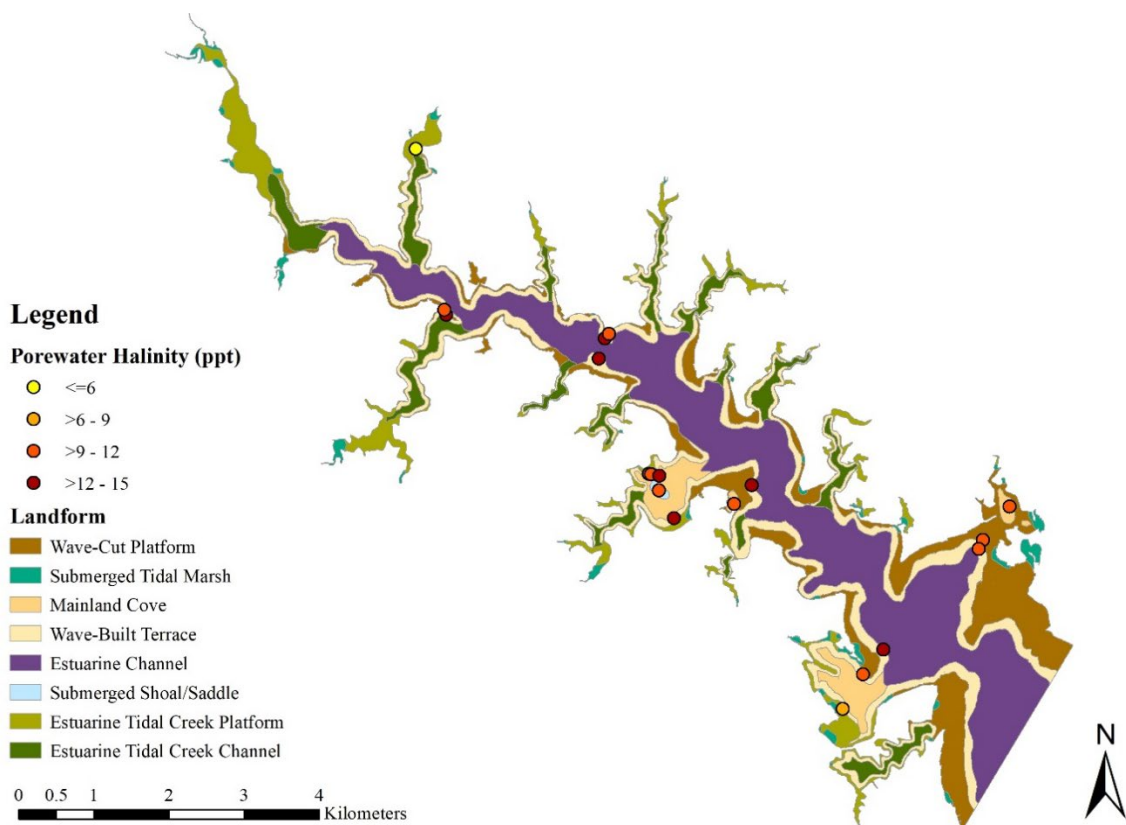 Legend
Porewater Halinity (ppt)
<=6
>6 - 9
>9 - 12
>12 - 15
Landform
Wave-Cut Platform
Submerged Tidal Marsh
Mainland Cove
Wave-Built Terrace
Estuarine Channel
Submerged Shoal/Saddle
Estuarine Tidal Creek Platform
Estuarine Tidal Creek Channel
0 0.5 1 2 3 4
Kilometers
N